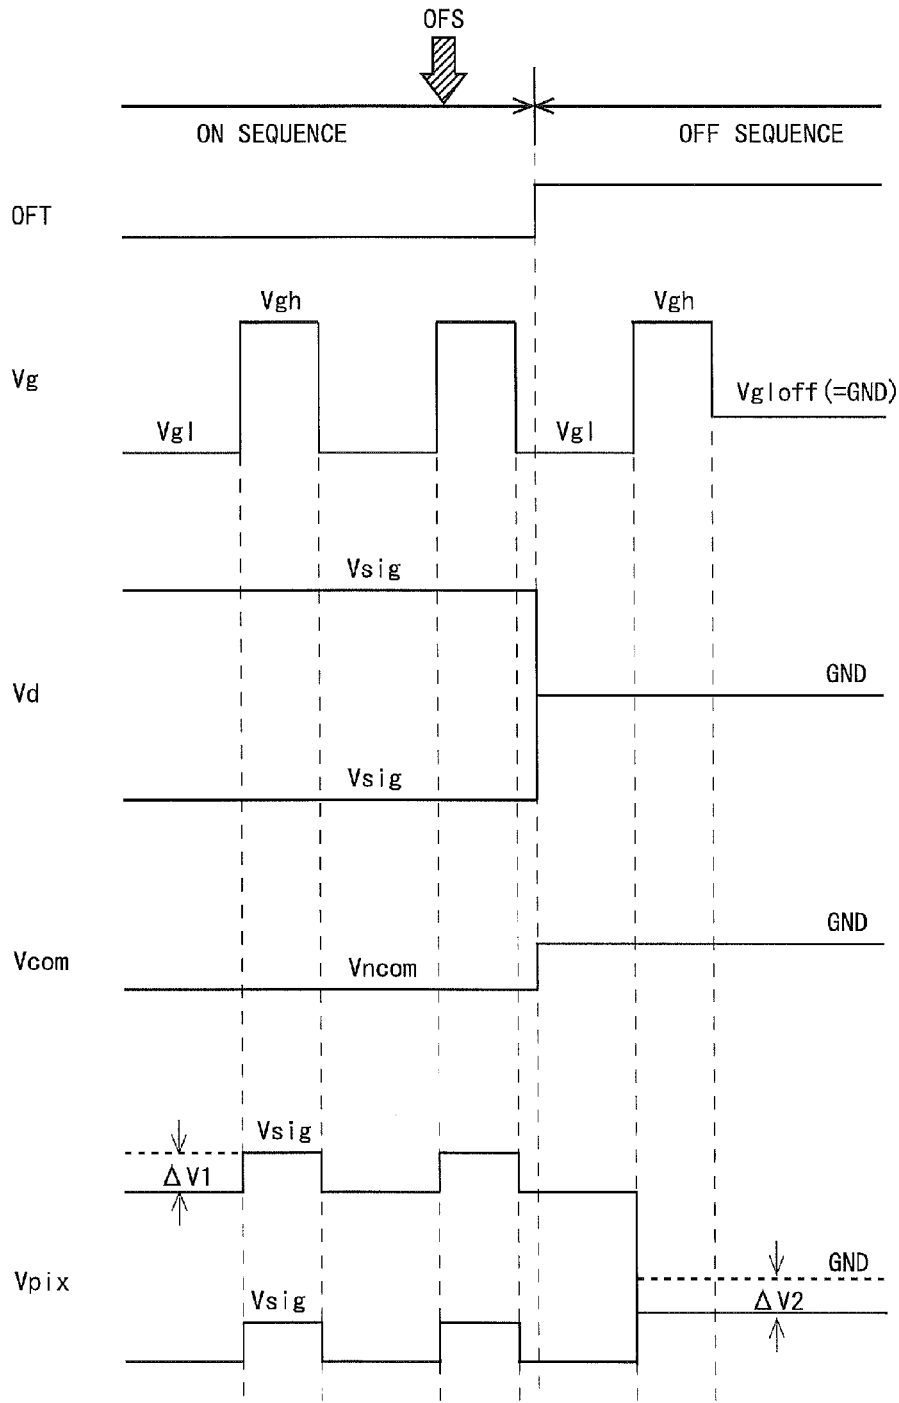 OFS
ON SEQUENCE
OFF SEQUENCE
OFT
Vgh
Vgh
Vg
Vgloff(=GND)
Vgl
Vgl
Vsig
GND
Vd
Vsig
GND
Vcom
Vncom
Vsig
ΔV1
GND
Vpix
Vsig
ΔV2